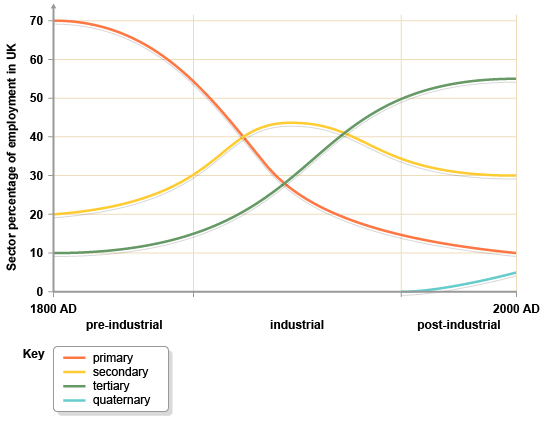 Sector percentage of employment in UK
70
60
50
40
30
20
10
0
1800 AD
2000 AD
pre-industrial
industrial
post-industrial
Key
primary
secondary
tertiary
quaternary